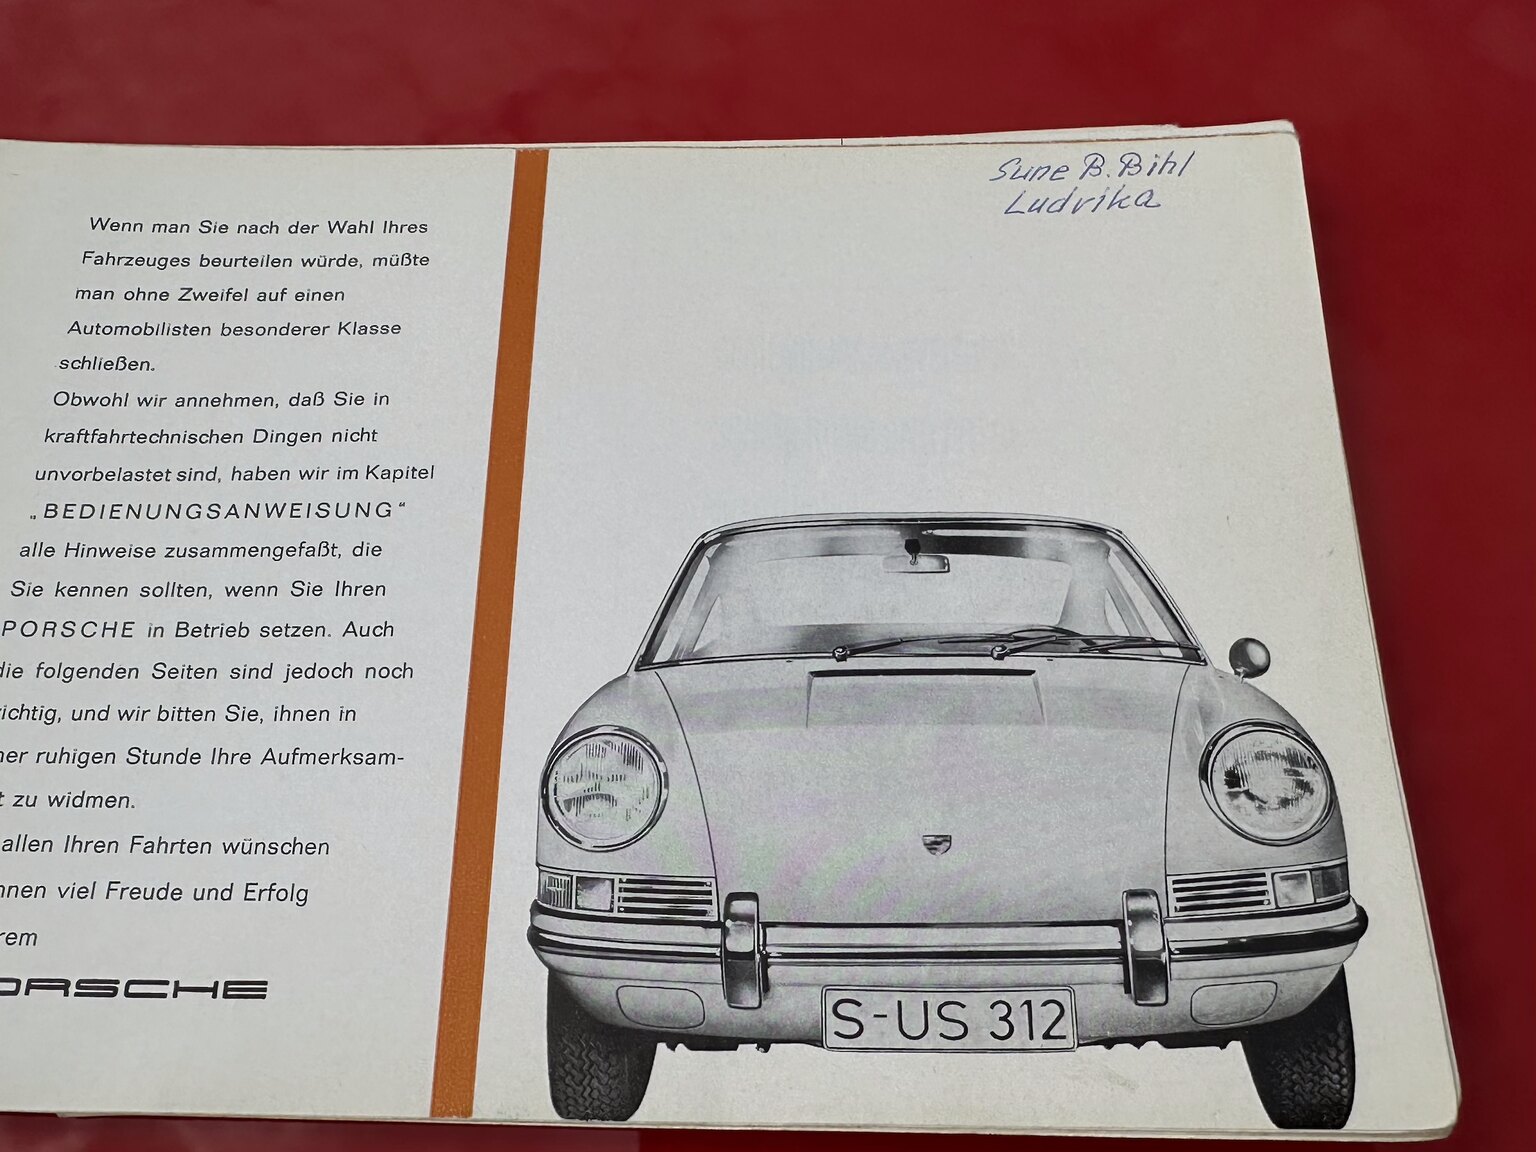 Wenn man Sie nach der Wahl Ihres
Fahrzeuges beurteilen würde, müßte
man ohne Zweifel auf einen
Automobilisten besonderer Klasse
schließen.
Obwohl wir annehmen, daß Sie in
kraftfahrtechnischen Dingen nicht
unvorbelastet sind, haben wir im Kapitel
„BEDIENUNGSANWEISUNG“
alle Hinweise zusammengefaßt, die
Sie kennen sollten, wenn Sie Ihren
PORSCHE in Betrieb setzen. Auch
die folgenden Seiten sind jedoch noch
ichtig, und wir bitten Sie, ihnen in
ner ruhigen Stunde Ihre Aufmerksam-
t zu widmen.
allen Ihren Fahrten wünschen
hnen viel Freude und Erfolg
rem
ORSCHE
Sune B. Bihl
Ludvika
S-US 312